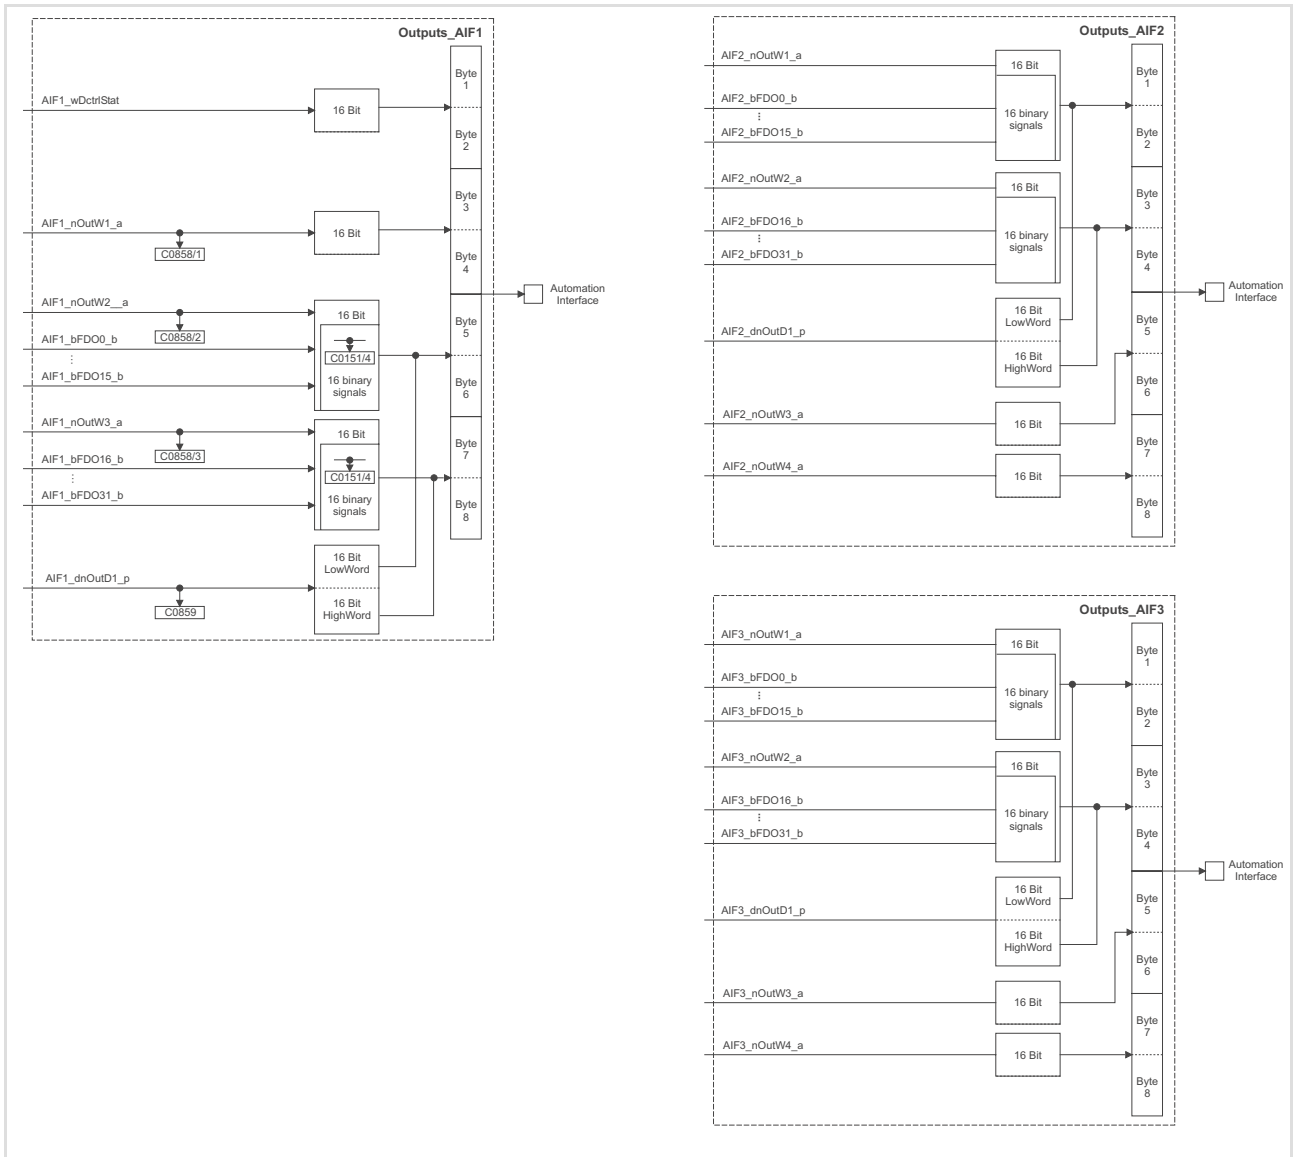 Outputs_AIF1
AIF1_wDctrlStat
16 Bit
Byte
1
Byte
2
AIF1_nOutW1_a
C0858/1
16 Bit
Byte
3
Byte
4
Automation
Interface
AIF1_nOutW2__a
C0858/2
AIF1_bFDO0_b
⋮
AIF1_bFDO15_b
16 Bit
C0151/4
16 binary
signals
Byte
5
Byte
6
AIF1_nOutW3_a
C0858/3
AIF1_bFDO16_b
⋮
AIF1_bFDO31_b
16 Bit
C0151/4
16 binary
signals
Byte
7
Byte
8
AIF1_dnOutD1_p
C0859
16 Bit
LowWord
16 Bit
HighWord
Outputs_AIF2
AIF2_nOutW1_a
AIF2_bFDO0_b
⋮
AIF2_bFDO15_b
16 Bit
16 binary
signals
Byte
1
Byte
2
AIF2_nOutW2_a
AIF2_bFDO16_b
⋮
AIF2_bFDO31_b
16 Bit
16 binary
signals
Byte
3
Byte
4
Automation
Interface
AIF2_dnOutD1_p
16 Bit
LowWord
16 Bit
HighWord
Byte
5
Byte
6
AIF2_nOutW3_a
16 Bit
AIF2_nOutW4_a
16 Bit
Byte
7
Byte
8
Outputs_AIF3
AIF3_nOutW1_a
AIF3_bFDO0_b
⋮
AIF3_bFDO15_b
16 Bit
16 binary
signals
Byte
1
Byte
2
AIF3_nOutW2_a
AIF3_bFDO16_b
⋮
AIF3_bFDO31_b
16 Bit
16 binary
signals
Byte
3
Byte
4
Automation
Interface
AIF3_dnOutD1_p
16 Bit
LowWord
16 Bit
HighWord
Byte
5
Byte
6
AIF3_nOutW3_a
16 Bit
AIF3_nOutW4_a
16 Bit
Byte
7
Byte
8